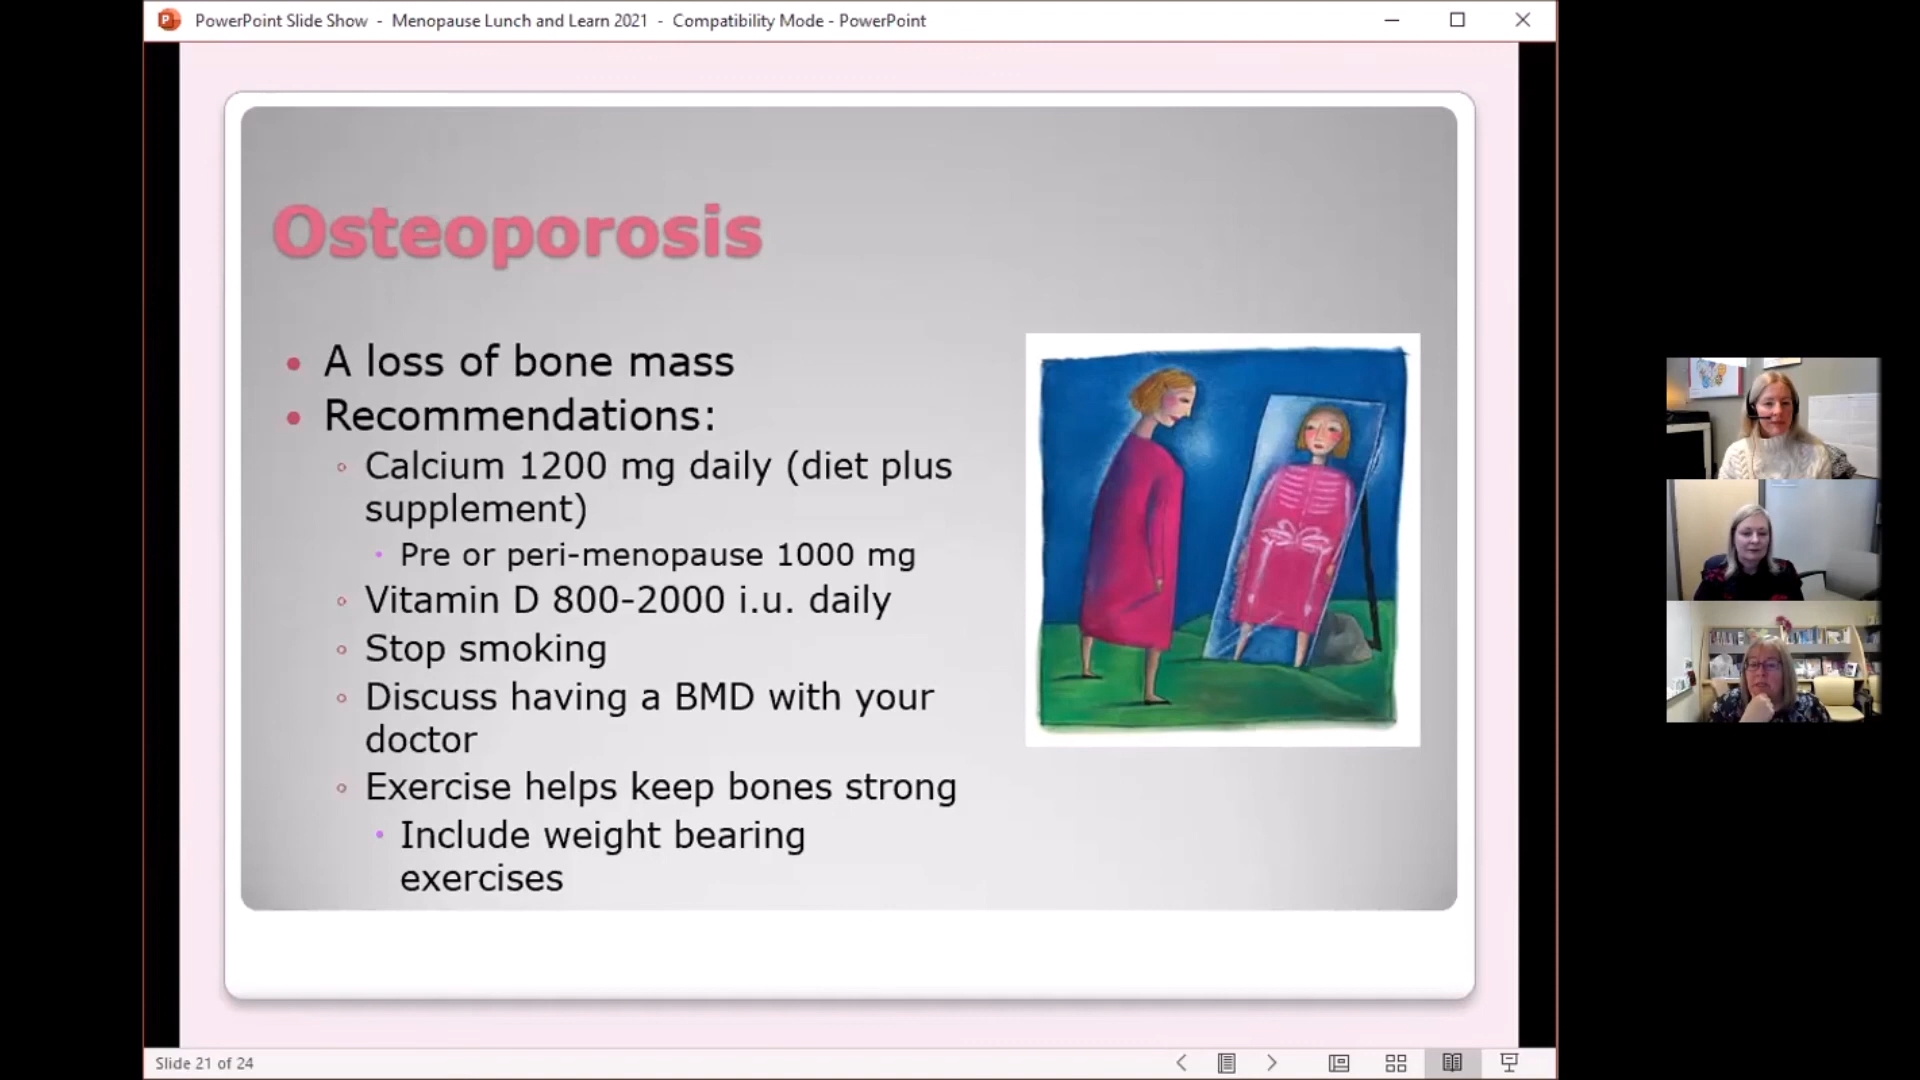 PowerPoint Slide Show - Menopause Lunch and Learn 2021 - Compatibility Mode - PowerPoint
Osteoporosis
• A loss of bone mass
• Recommendations:
◦ Calcium 1200 mg daily (diet plus
supplement)
• Pre or peri-menopause 1000 mg
◦ Vitamin D 800-2000 i.u. daily
◦ Stop smoking
◦ Discuss having a BMD with your
doctor
◦ Exercise helps keep bones strong
• Include weight bearing
exercises
Slide 21 of 24